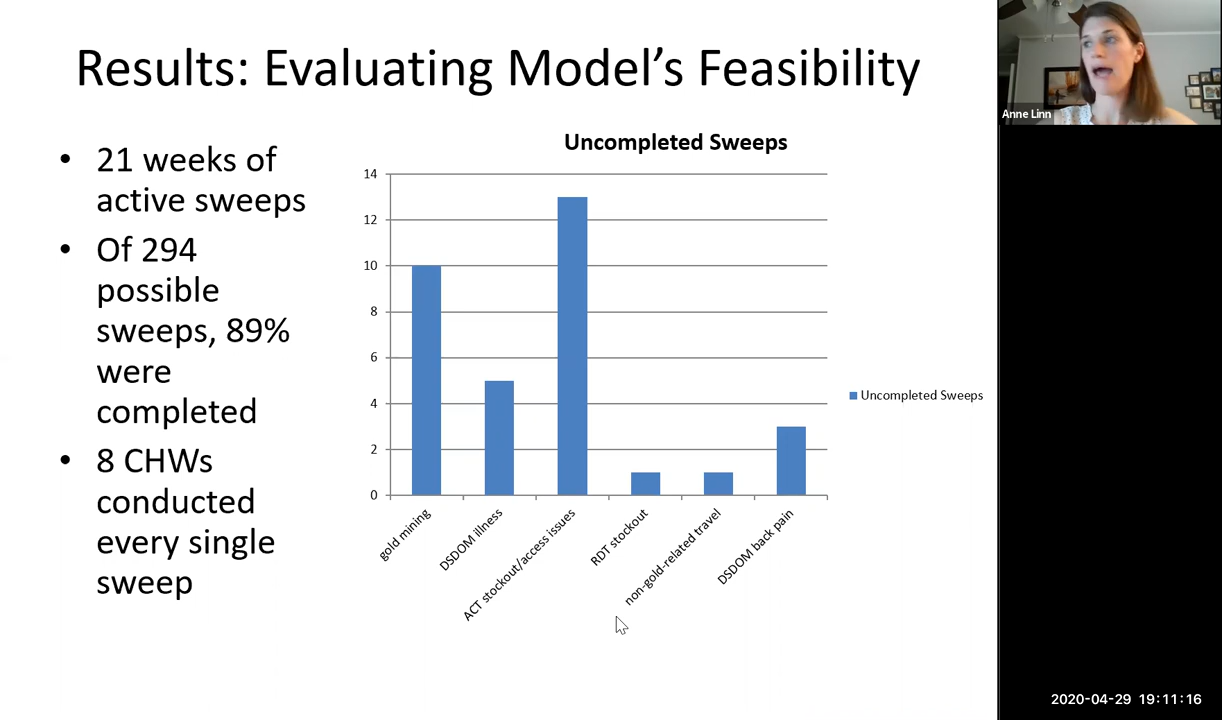 Results: Evaluating Model's Feasibility
• 21 weeks of
active sweeps
• Of 294
possible
sweeps, 89%
were
completed
• 8 CHWs
conducted
every single
sweep
Uncompleted Sweeps
14
12
10
8
6
4
2
0
gold mining
DSDOM illness
ACT stockout/access issues
RDT stockout
non-gold-related travel
DSDOM back pain
Uncompleted Sweeps
Anne Linn
2020-04-29 19:11:16